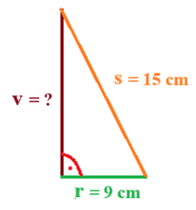 s = 15 cm
v = ?
r = 9 cm